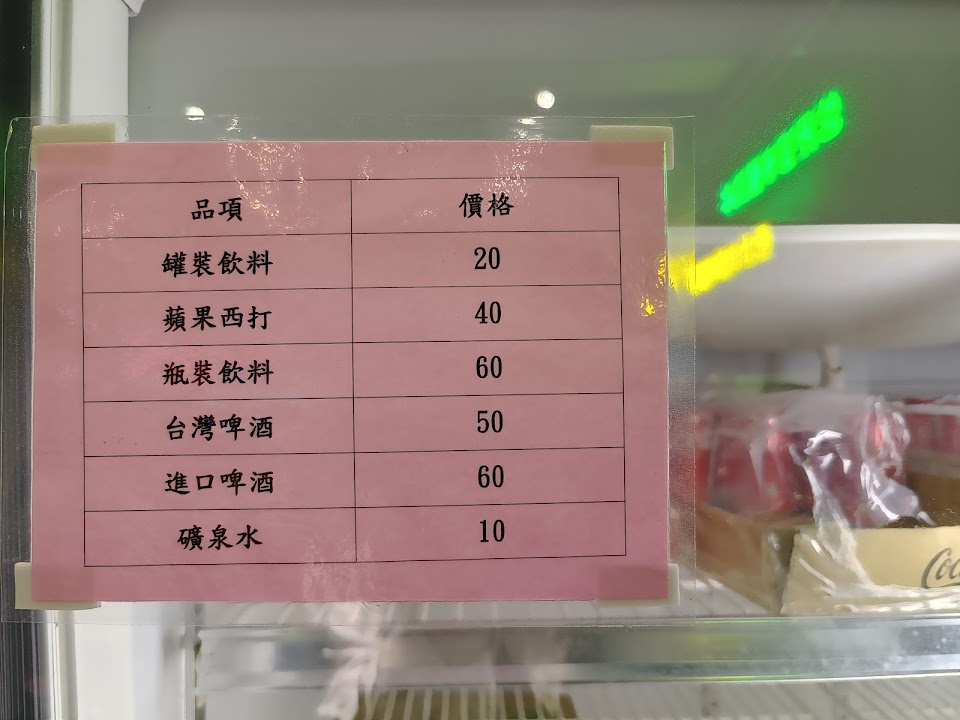 品項 價格
罐裝飲料 20
蘋果西打 40
瓶裝飲料 60
台灣啤酒 50
進口啤酒 60
礦泉水 10